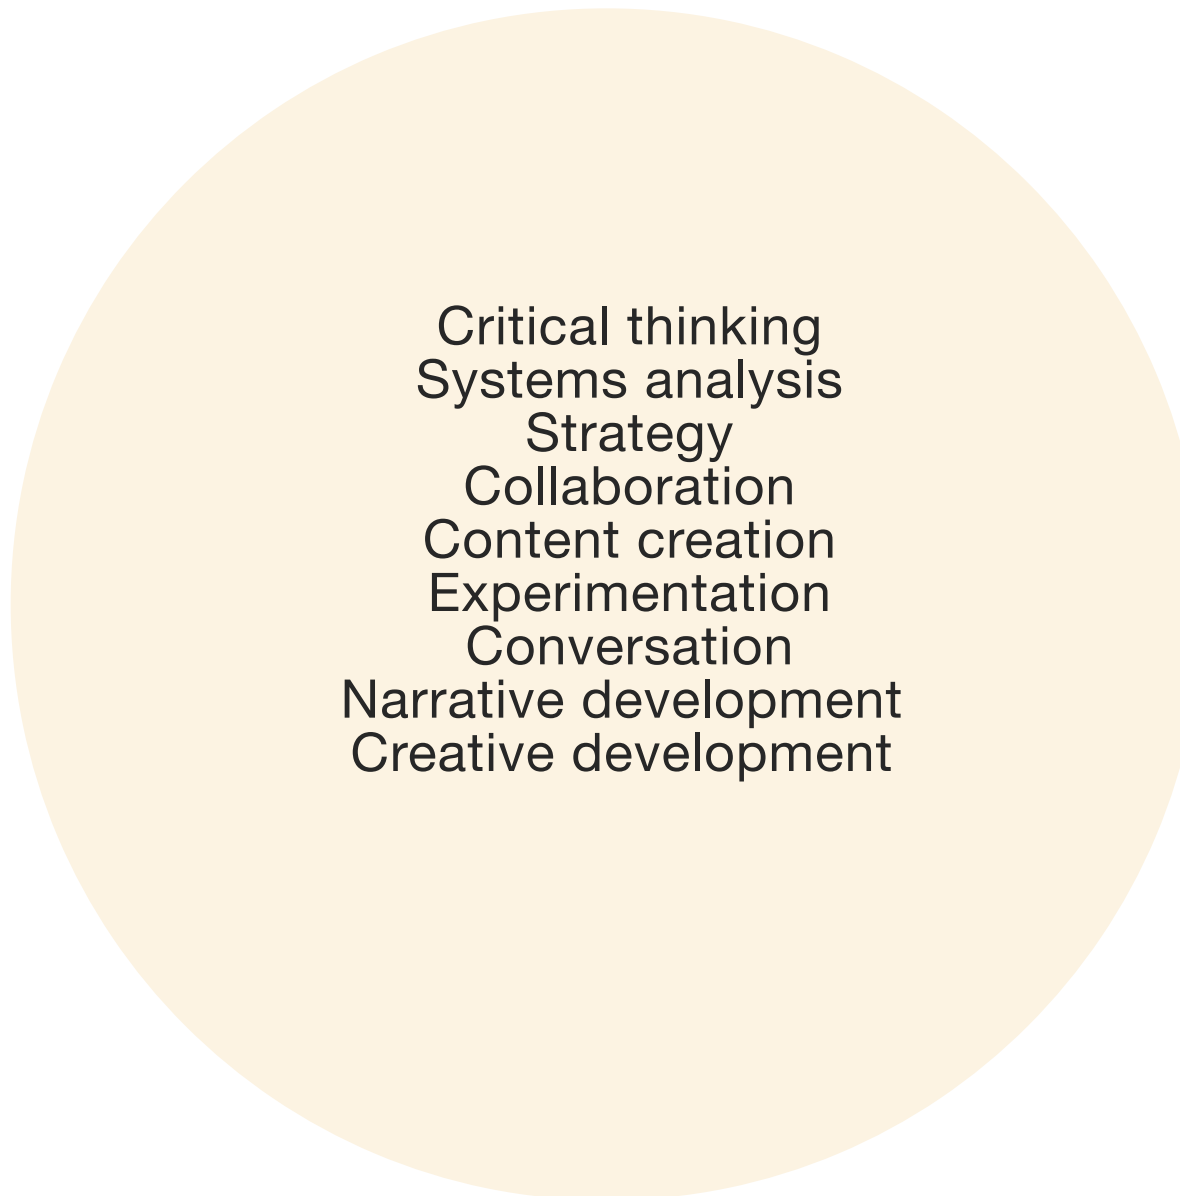 Critical thinking
Systems analysis
Strategy
Collaboration
Content creation
Experimentation
Conversation
Narrative development
Creative development